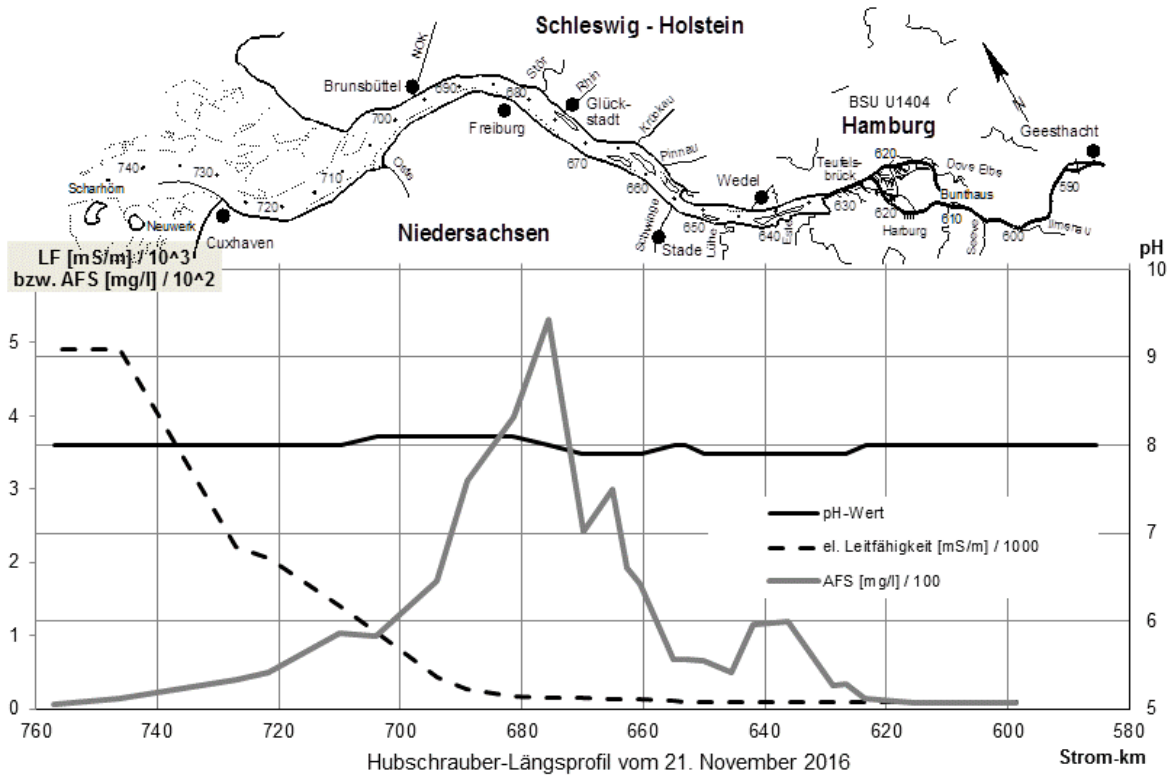 Schleswig - Holstein
NOK
Stör
Rhin
Brunsbüttel
690
680
Glück-
stadt
BSU U1404
Hamburg
Geesthacht
700
Freiburg
Krückau
Pinnau
670
Teufels-
brück
620
Dove Elbe
740
730
710
Oste
660
Wedel
Bunthaus
590
Scharhörn
720
630
620
610
Neuwerk
Cuxhaven
Niedersachsen
Schwinge
650
640
Harburg
600
Ilmenau
Stade
Lühe
Seeve
N
LF [mS/m] / 10^3
bzw. AFS [mg/l] / 10^2
pH
10
5
9
4
8
3
pH-Wert
7
el. Leitfähigkeit [mS/m] / 1000
2
AFS [mg/l] / 100
1
6
0
5
760
740
720
700
680
660
640
620
600
580
Hubschrauber-Längsprofil vom 21. November 2016
Strom-km